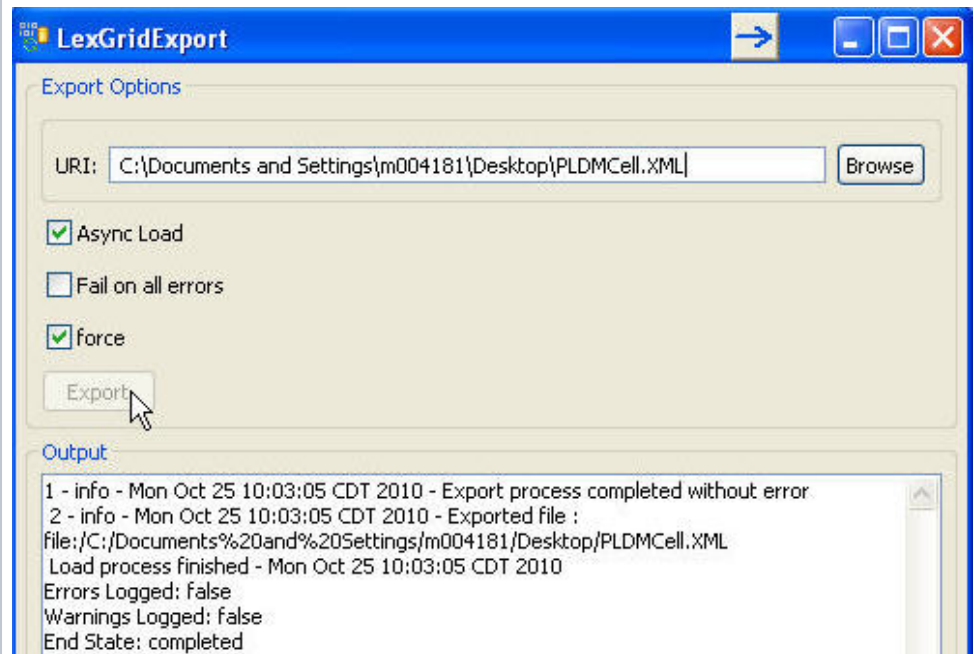 LexGridExport
Export Options
URI: C:\Documents and Settings\m004181\Desktop\PLDMCell.XML Browse
Async Load
Fail on all errors
force
Export
Output
1 - info - Mon Oct 25 10:03:05 CDT 2010 - Export process completed without error
2 - info - Mon Oct 25 10:03:05 CDT 2010 - Exported file :
file:/C:/Documents%20and%20Settings/m004181/Desktop/PLDMCell.XML
Load process finished - Mon Oct 25 10:03:05 CDT 2010
Errors Logged: false
Warnings Logged: false
End State: completed